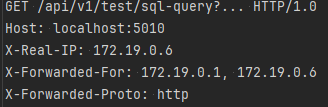 GET /api/v1/test/sql-query?... HTTP/1.0
Host: localhost:5010
X-Real-IP: 172.19.0.6
X-Forwarded-For: 172.19.0.1, 172.19.0.6
X-Forwarded-Proto: http